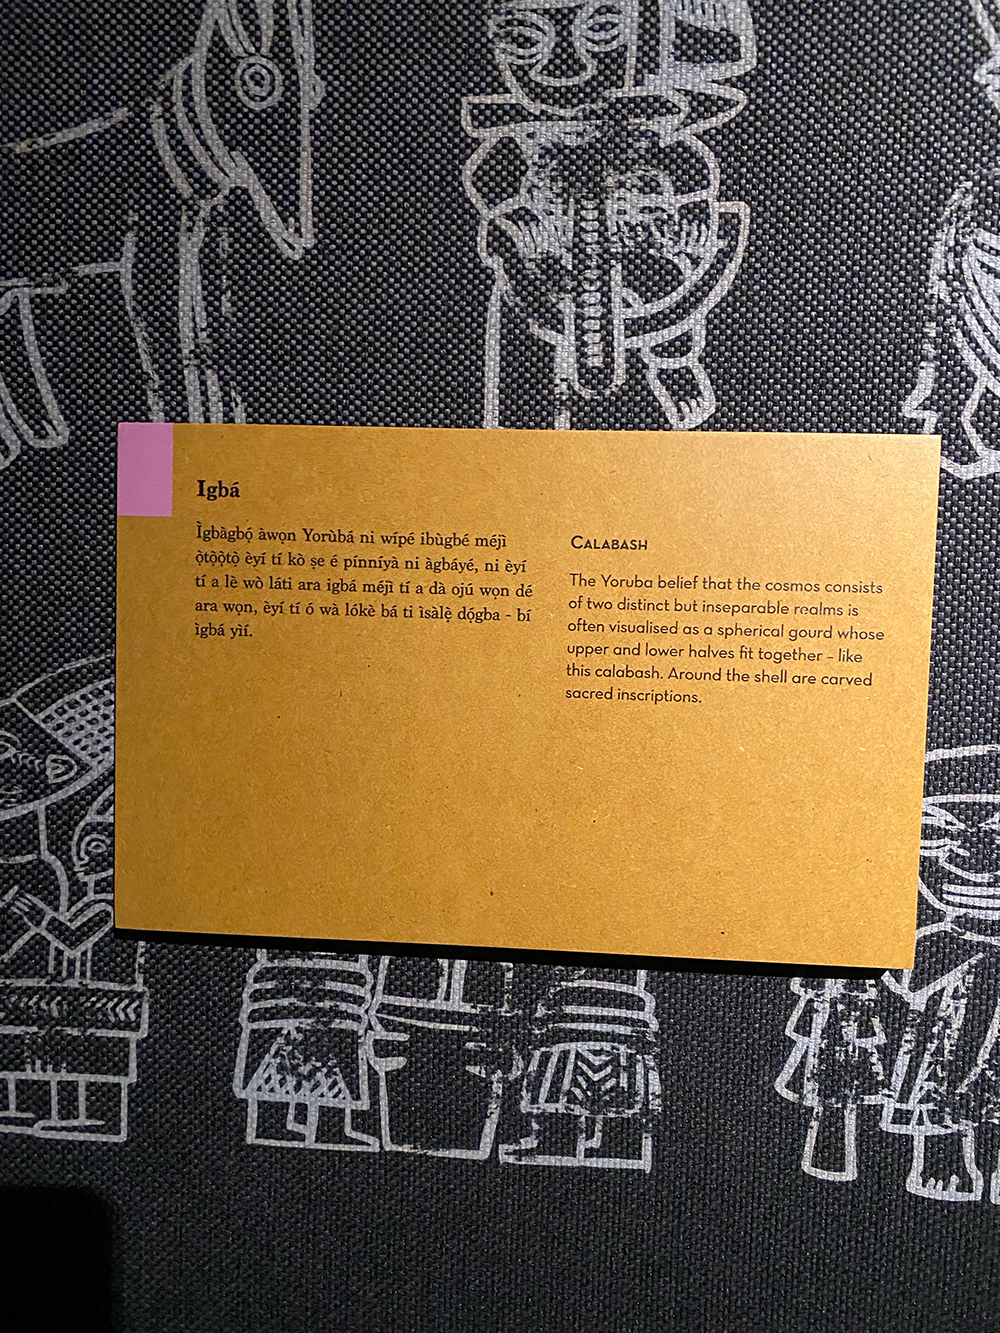 Igbá
Ìgbàgbọ́ àwọn Yorùbá ni wípé ibùgbé méjì
ọ̀tọ̀ọ̀tọ̀ èyí tí kò ṣe é pínníyà ni àgbáyé, ni èyí
tí a lè wò láti ara igbá méjì tí a dà ojú wọn dé
ara wọn, èyí tí ó wà lókè bá ti ìsàlẹ̀ dọ́gba - bí
ìgbá yìí.
CALABASH
The Yoruba belief that the cosmos consists
of two distinct but inseparable realms is
often visualised as a spherical gourd whose
upper and lower halves fit together – like
this calabash. Around the shell are carved
sacred inscriptions.